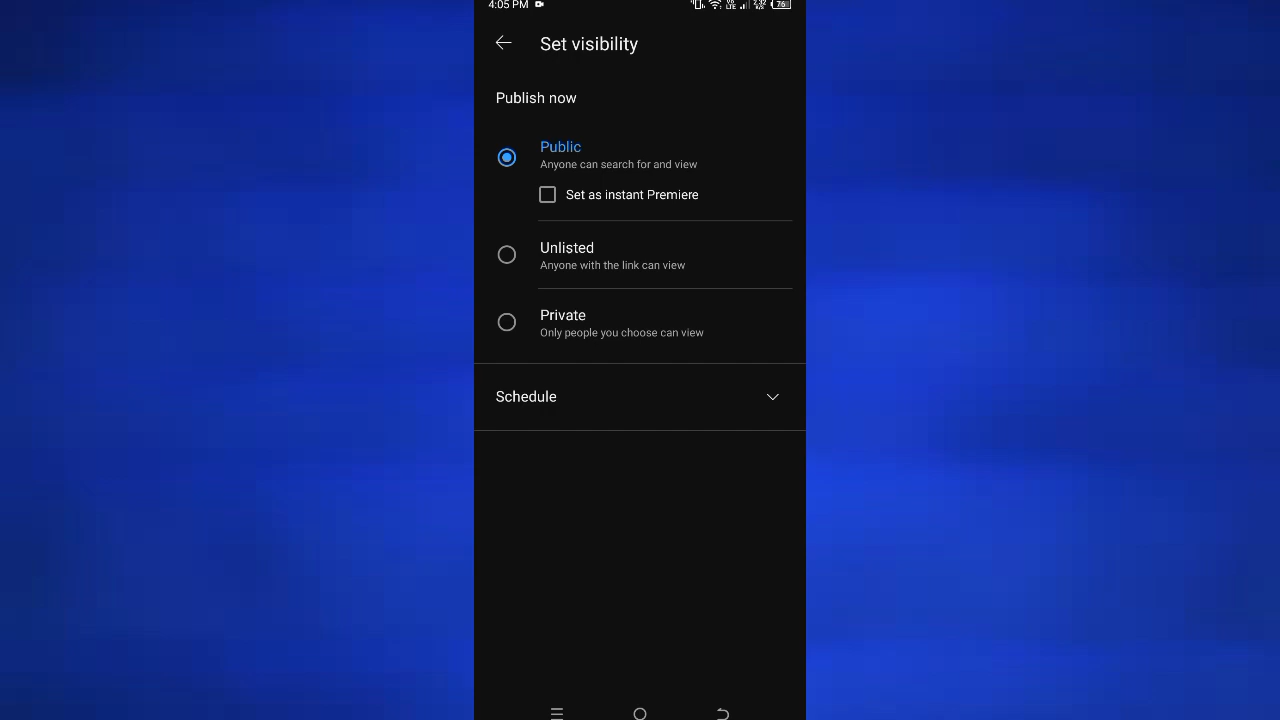 4:05 PM
76
Set visibility
Publish now
Public
Anyone can search for and view
Set as instant Premiere
Unlisted
Anyone with the link can view
Private
Only people you choose can view
Schedule